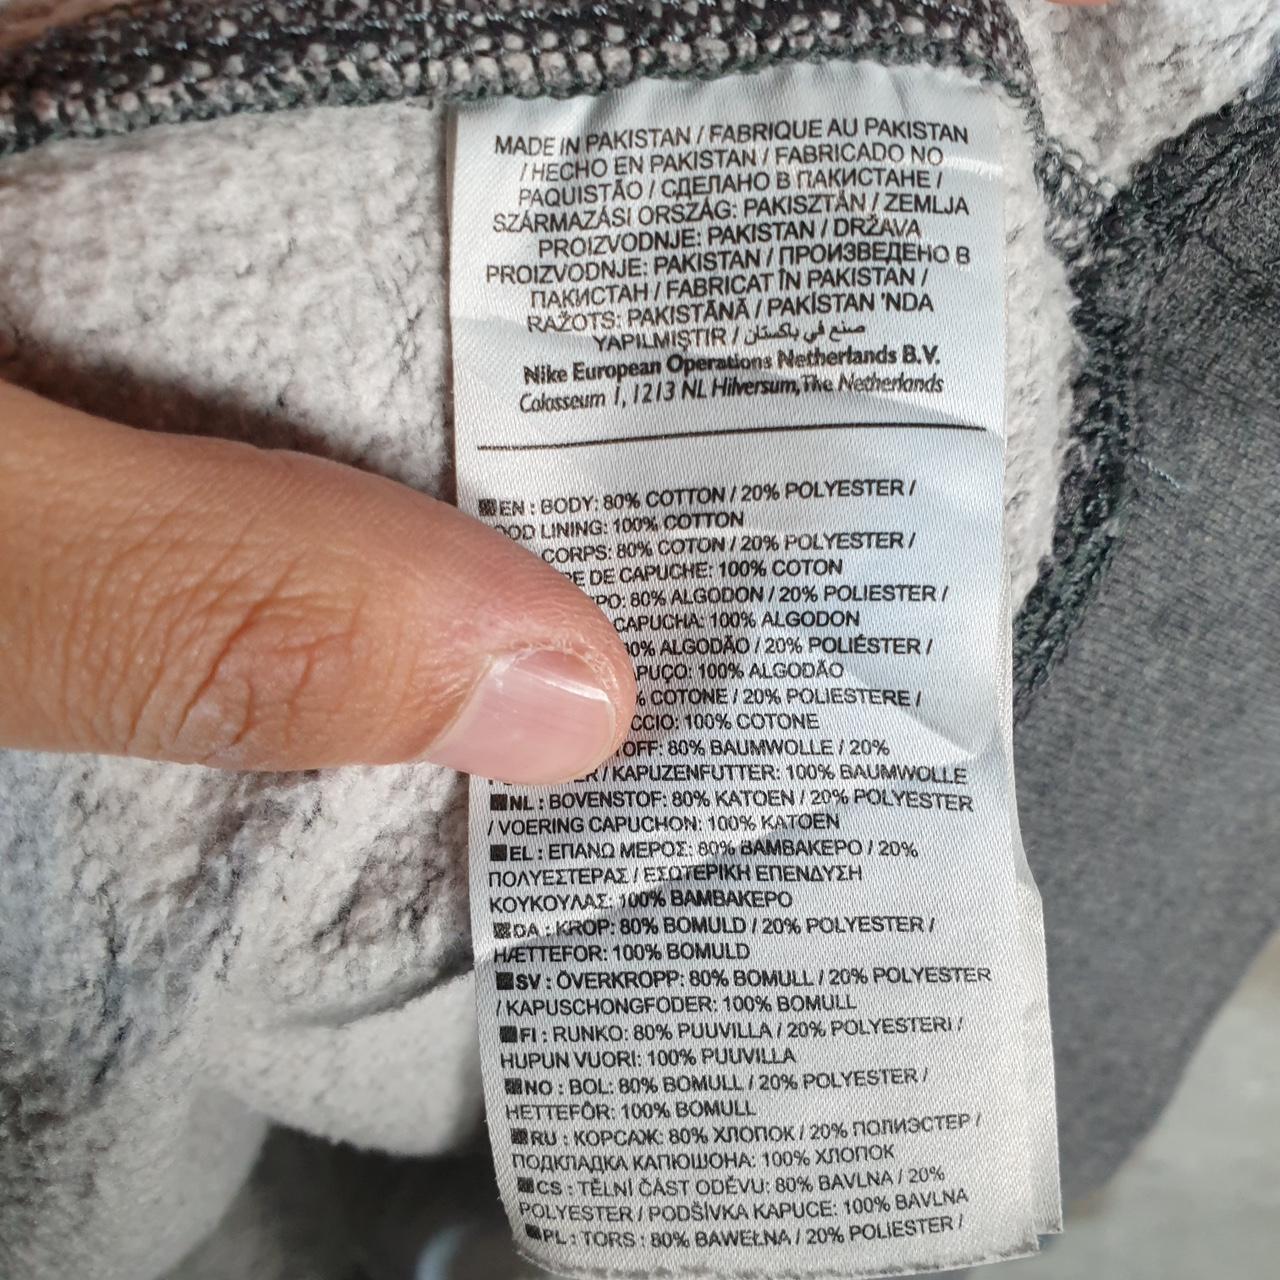 MADE IN PAKISTAN / FABRIQUE AU PAKISTAN
/ HECHO EN PAKISTAN / FABRICADO NO
PAQUISTÃO / СДЕЛАНО В ПАКИСТАНЕ /
SZÁRMAZÁSI ORSZÁG: PAKISZTÁN / ZEMLJA
PROIZVODNJE: PAKISTAN / DRŽAVA
PROIZVODNJE: PAKISTAN / ПРОИЗВЕДЕНО В
ПАКИСТАН / FABRICAT ÎN PAKISTAN /
RAŽOTS: PAKISTĀNĀ / PAKİSTAN 'NDA
YAPILMIŞTIR / صنع في باكستان
Nike European Operations Netherlands B.V.
Colosseum 1, 1213 NL Hilversum, The Netherlands
EN : BODY: 80% COTTON / 20% POLYESTER /
OOD LINING: 100% COTTON
CORPS: 80% COTON / 20% POLYESTER /
E DE CAPUCHE: 100% COTON
PO: 80% ALGODON / 20% POLIESTER /
CAPUCHA: 100% ALGODON
0% ALGODÃO / 20% POLIÉSTER /
PUÇO: 100% ALGODÃO
% COTONE / 20% POLIESTERE /
CCIO: 100% COTONE
TOFF: 80% BAUMWOLLE / 20%
ER / KAPUZENFUTTER: 100% BAUMWOLLE
NL : BOVENSTOF: 80% KATOEN / 20% POLYESTER
/ VOERING CAPUCHON: 100% KATOEN
EL : ΕΠΑΝΩ ΜΕΡΟΣ: 80% ΒΑΜΒΑΚΕΡΟ / 20%
ΠΟΛΥΕΣΤΕΡΑΣ / ΕΣΩΤΕΡΙΚΗ ΕΠΕΝΔΥΣΗ
ΚΟΥΚΟΥΛΑΣ: 100% ΒΑΜΒΑΚΕΡΟ
DA : KROP: 80% BOMULD / 20% POLYESTER /
HÆTTEFOR: 100% BOMULD
SV : ÖVERKROPP: 80% BOMULL / 20% POLYESTER
/ KAPUSCHONGFODER: 100% BOMULL
FI : RUNKO: 80% PUUVILLA / 20% POLYESTERI /
HUPUN VUORI: 100% PUUVILLA
NO : BOL: 80% BOMULL / 20% POLYESTER /
HETTEFÔR: 100% BOMULL
RU : КОРСАЖ: 80% ХЛОПОК / 20% ПОЛИЭСТЕР /
ПОДКЛАДКА КАПЮШОНА: 100% ХЛОПОК
CS : TĚLNÍ ČÁST ODĚVU: 80% BAVLNA / 20%
POLYESTER / PODŠÍVKA KAPUCE: 100% BAVLNA
PL : TORS : 80% BAWEŁNA / 20% POLIESTER /